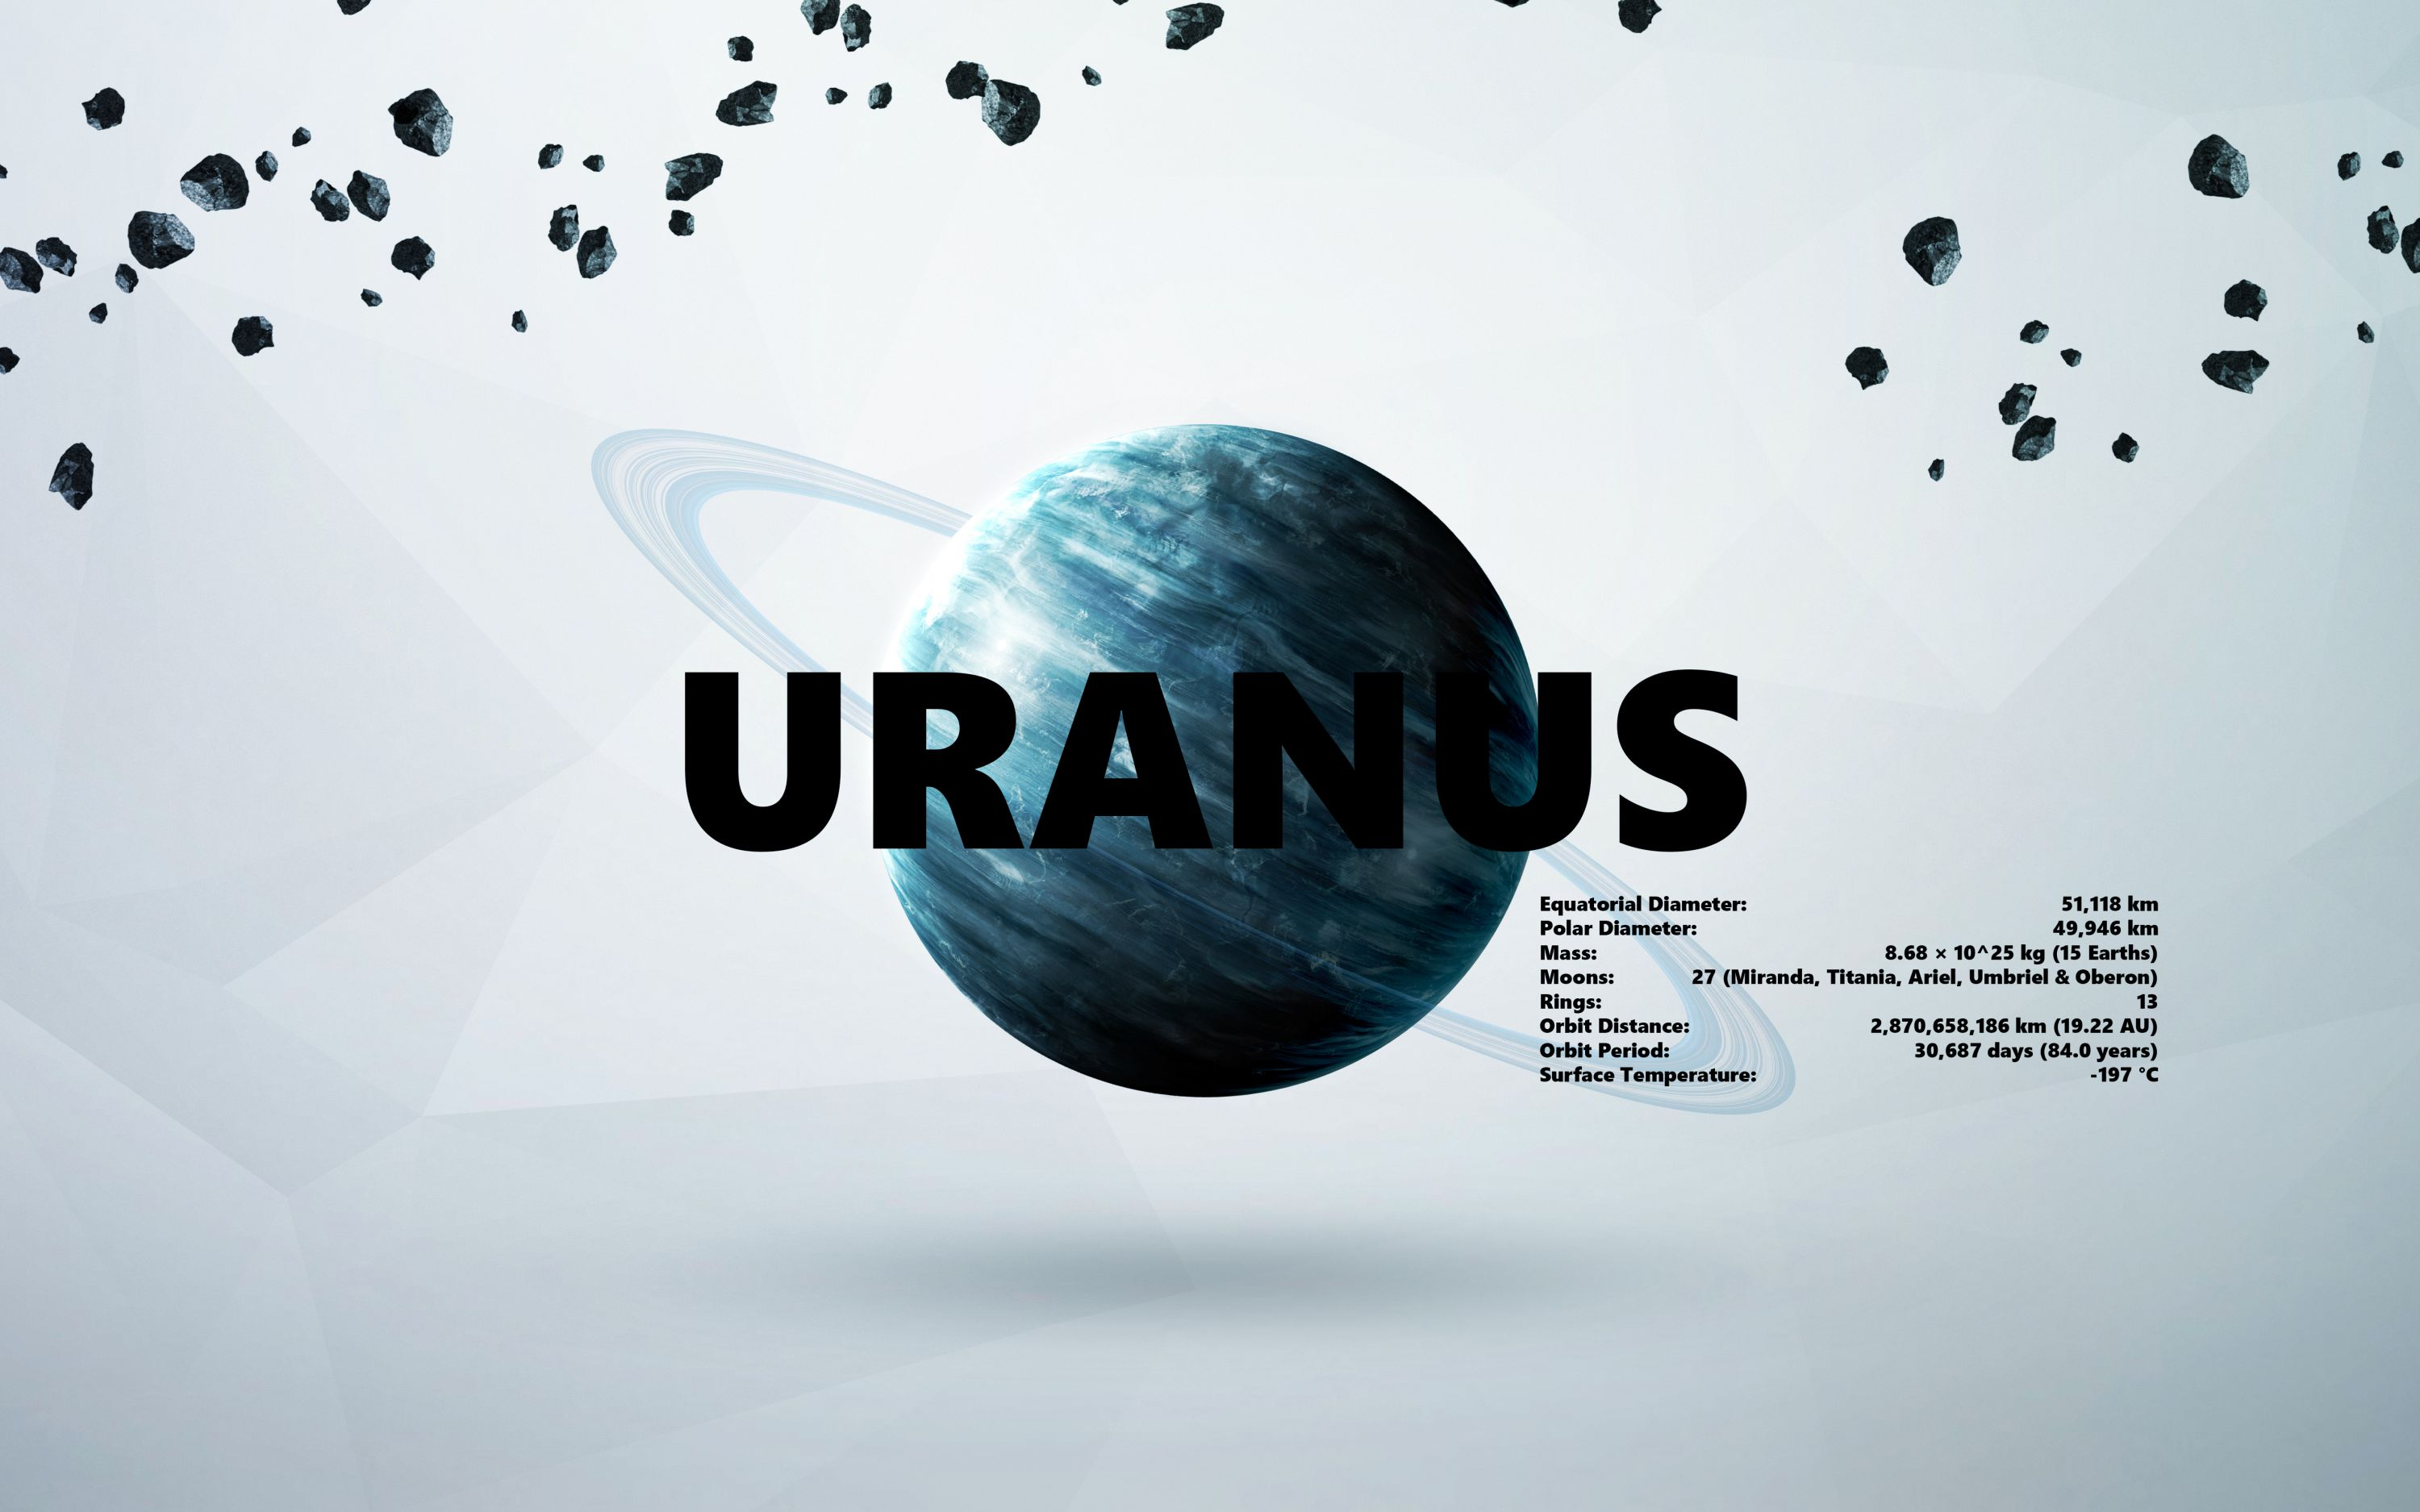 URANUS
Equatorial Diameter: 51,118 km
Polar Diameter: 49,946 km
Mass: 8.68 × 10^25 kg (15 Earths)
Moons: 27 (Miranda, Titania, Ariel, Umbriel & Oberon)
Rings: 13
Orbit Distance: 2,870,658,186 km (19.22 AU)
Orbit Period: 30,687 days (84.0 years)
Surface Temperature: -197 °C